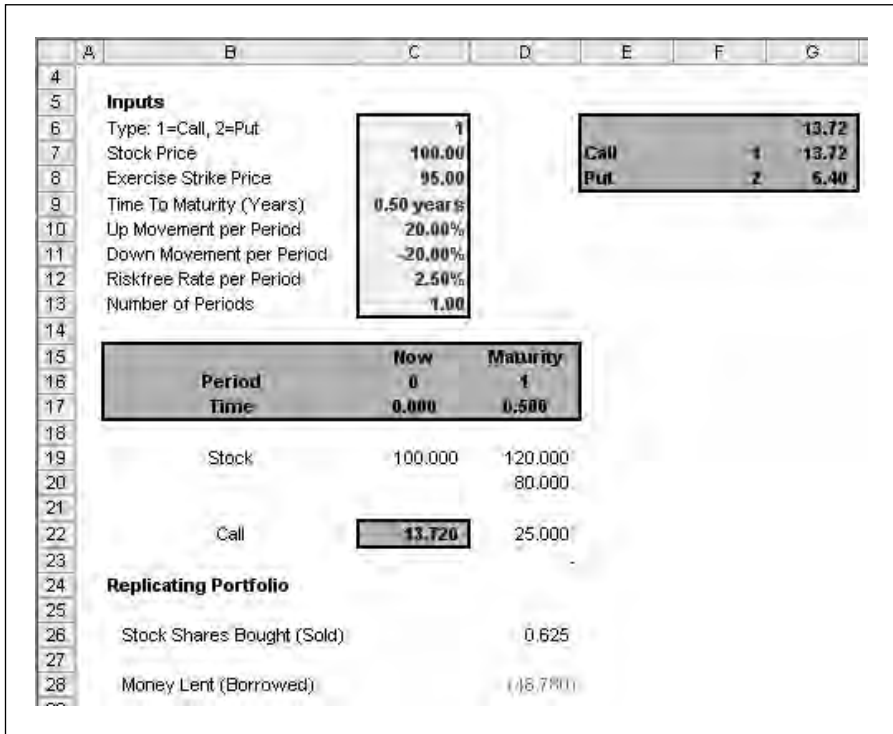 A B C D E F G
4
5 Inputs
6 Type: 1=Call, 2=Put 1 13.72
7 Stock Price 100.00 Call 1 13.72
8 Exercise Strike Price 95.00 Put 2 6.40
9 Time To Maturity (Years) 0.50 years
10 Up Movement per Period 20.00%
11 Down Movement per Period -20.00%
12 Riskfree Rate per Period 2.50%
13 Number of Periods 1.00
14
15 Now Maturity
16 Period 0 1
17 Time 0.000 0.500
18
19 Stock 100.000 120.000
20 80.000
21
22 Call 13.720 25.000
23 -
24 Replicating Portfolio
25
26 Stock Shares Bought (Sold) 0.625
27
28 Money Lent (Borrowed) (48.780)